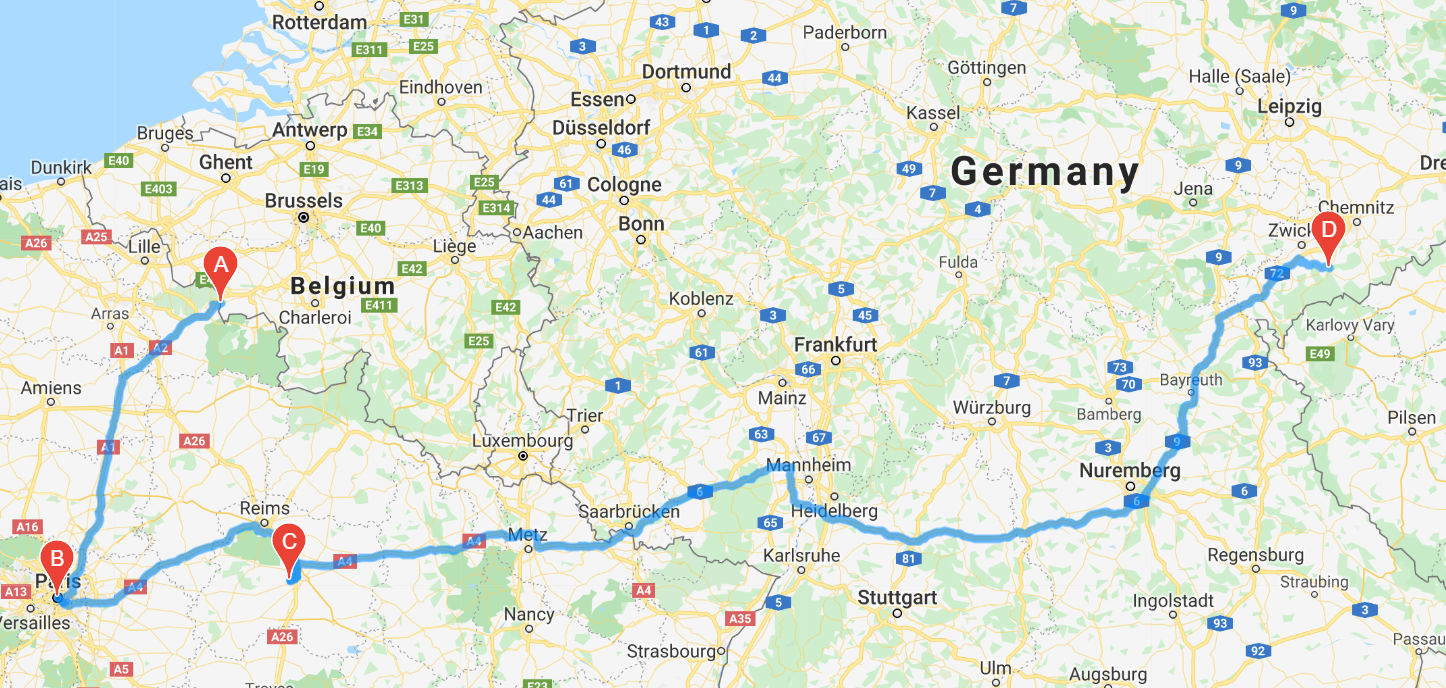 Rotterdam
E31
43
7
9
1
2
Paderborn
E311
E25
3
Dortmund
44
Göttingen
Halle (Saale)
Eindhoven
Essen
Leipzig
Kassel
Bruges
Antwerp
E34
Düsseldorf
46
Dunkirk
E40
Ghent
E19
Germany
49
9
E403
E313
E25
61
Cologne
44
7
Jena
Brussels
E314
4
Chemnitz
A26
A25
Lille
E40
Bonn
Aachen
D
Liège
A
E42
Fulda
9
72
Belgium
E411
E42
Koblenz
5
Arras
Charleroi
3
45
Karlovy Vary
A1
A2
E25
61
Frankfurt
E49
66
73
93
Amiens
1
Mainz
7
70
Bayreuth
Trier
Würzburg
Bamberg
Pilsen
A1
A26
Luxembourg
63
67
3
9
Mannheim
Nuremberg
Reims
6
6
6
A16
Saarbrücken
65
Heidelberg
C
Metz
A4
B
A4
Karlsruhe
81
Regensburg
Paris
A13
A4
A4
5
Stuttgart
Straubing
Ingolstadt
3
Versailles
Nancy
A35
93
A26
Strasbourg
92
Passau
A5
Ulm
Augsburg
E23